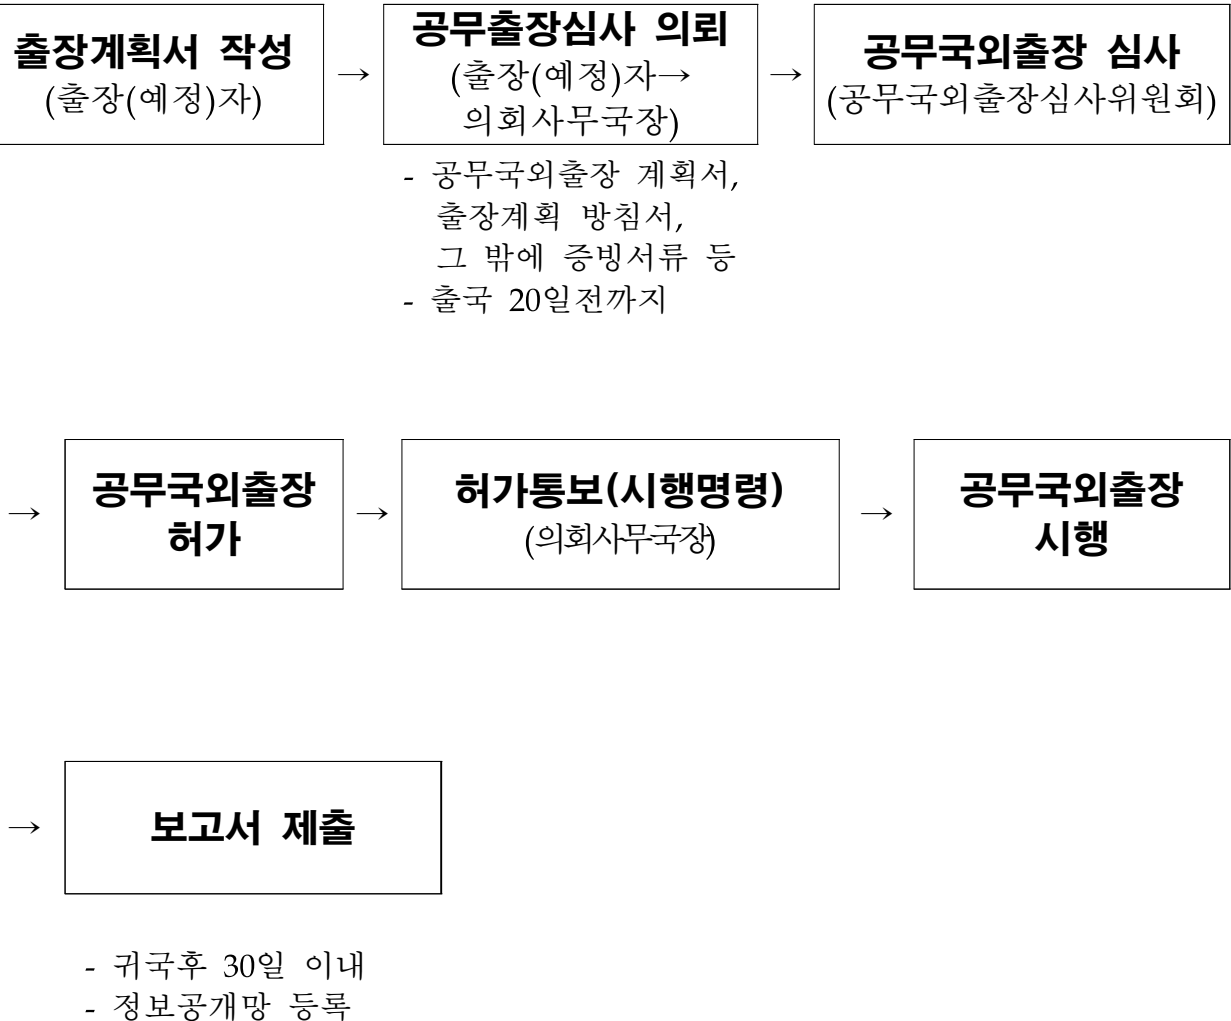 출장계획서 작성
(출장(예정)자)
→
공무출장심사 의뢰
(출장(예정)자→
의회사무국장)
→
공무국외출장 심사
(공무국외출장심사위원회)
- 공무국외출장 계획서,
출장계획 방침서,
그 밖에 증빙서류 등
- 출국 20일전까지
→
공무국외출장
허가
→
허가통보(시행명령)
(의회사무국장)
→
공무국외출장
시행
→
보고서 제출
- 귀국후 30일 이내
- 정보공개망 등록